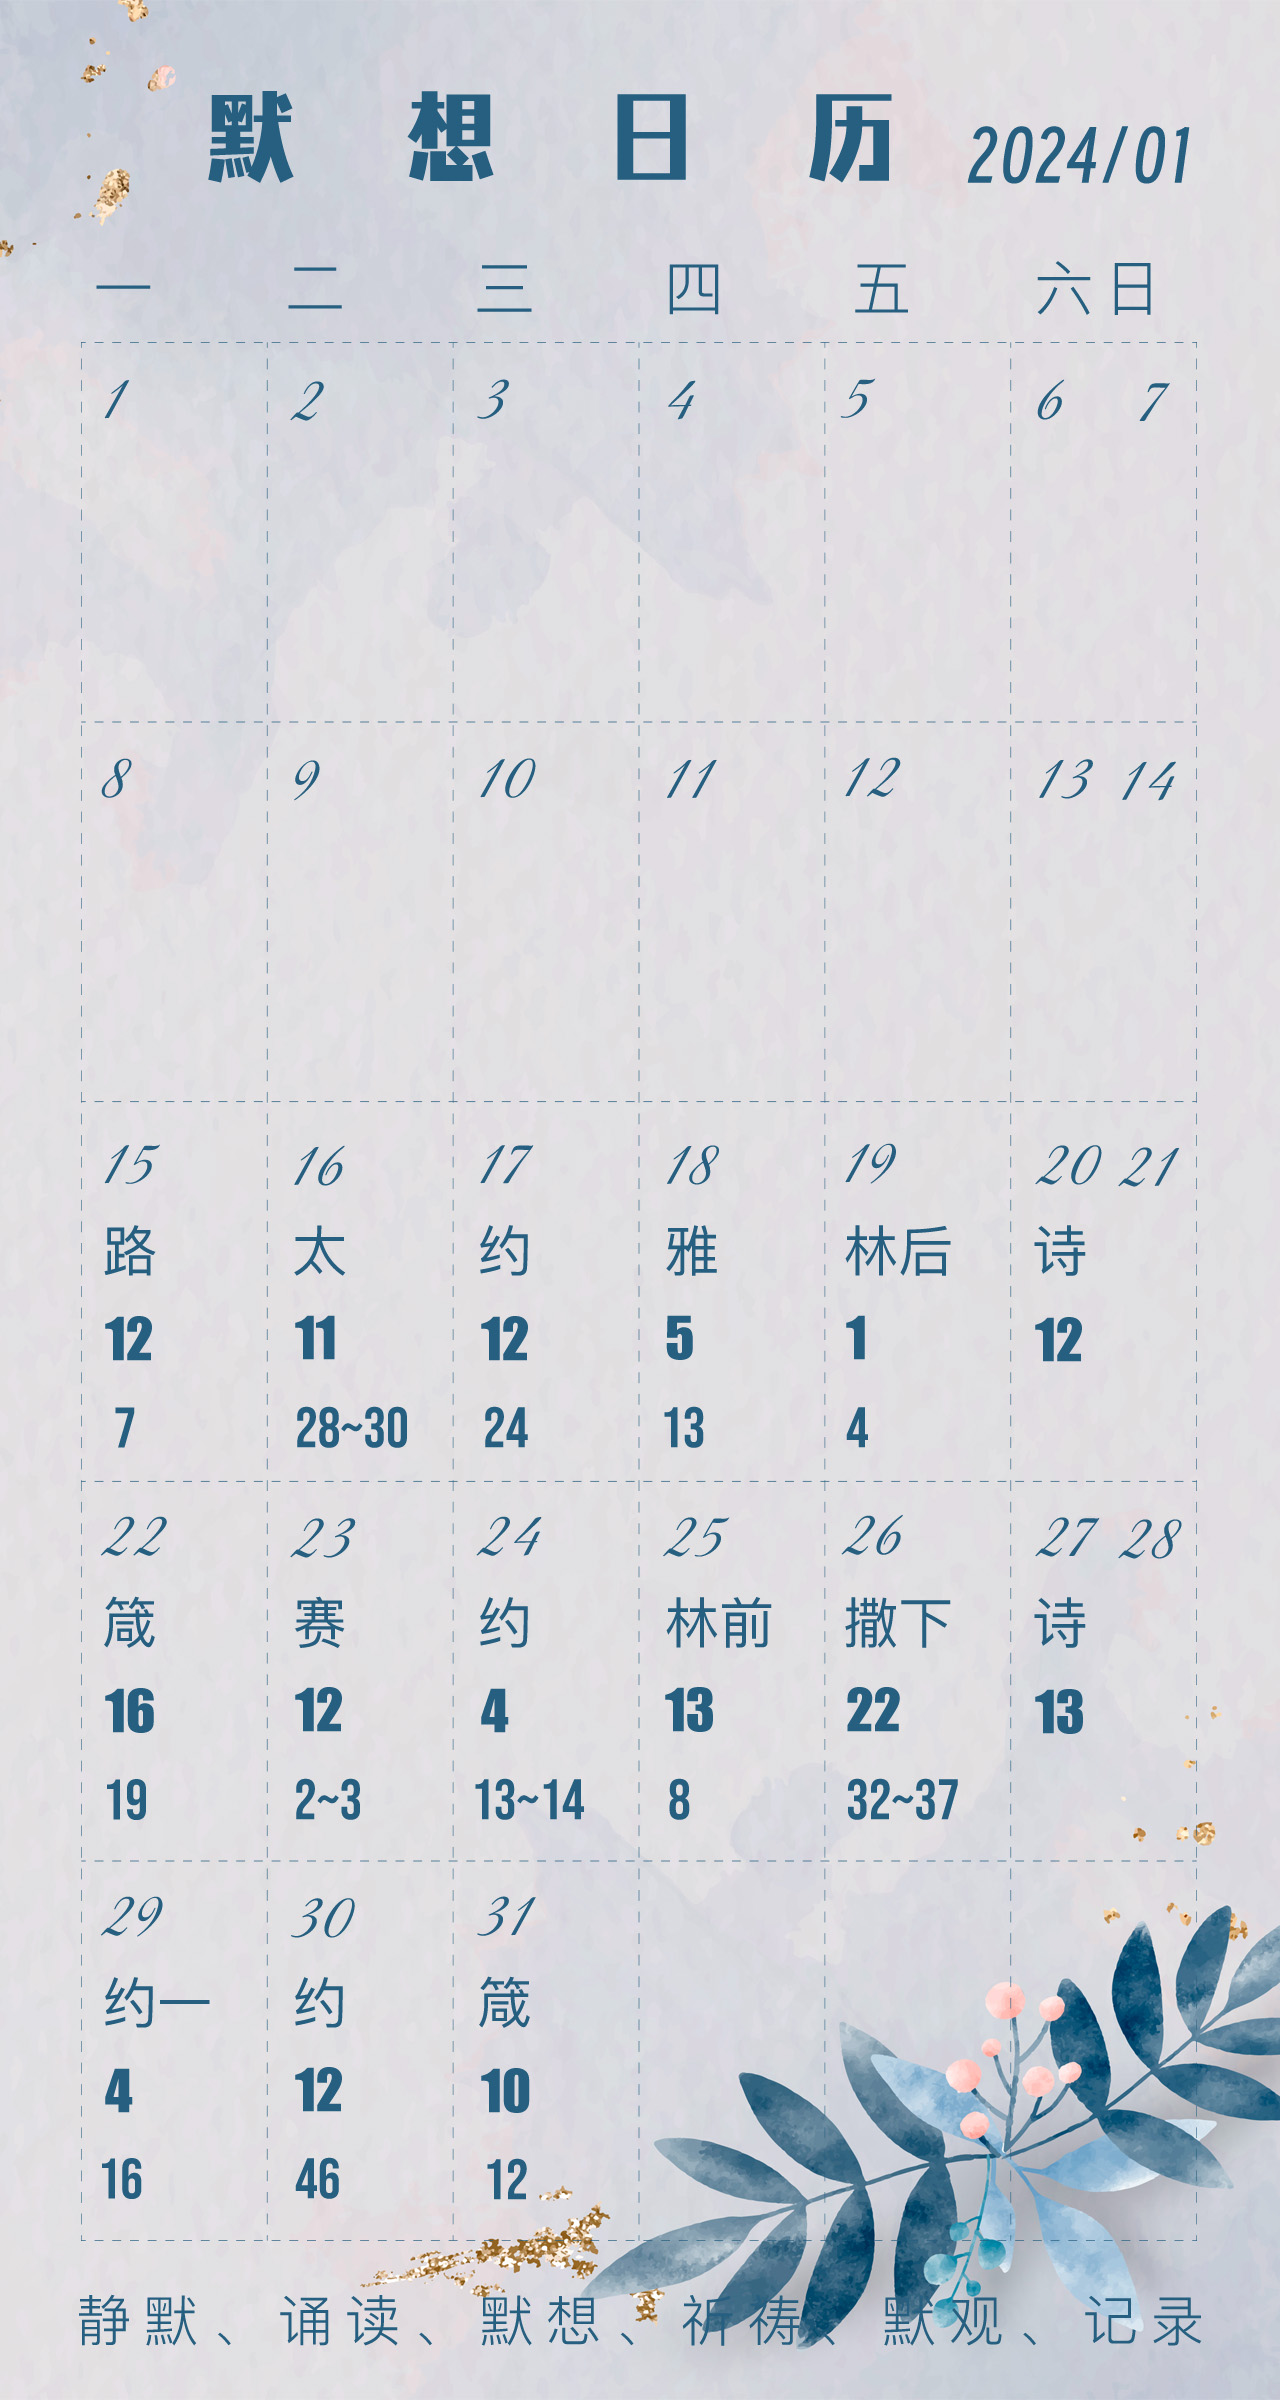 默想日历 2024/01
一 二 三 四 五 六 日
1 2 3 4 5 6 7
8 9 10 11 12 13 14
15 16 17 18 19 20 21
路 太 约 雅 林后 诗
12 11 12 5 1 12
7 28~30 24 13 4
22 23 24 25 26 27 28
箴 赛 约 林前 撒下 诗
16 12 4 13 22 13
19 2~3 13~14 8 32~37
29 30 31
约一 约 箴
4 12 10
16 46 12
静默、诵读、默想、祈祷、默观、记录